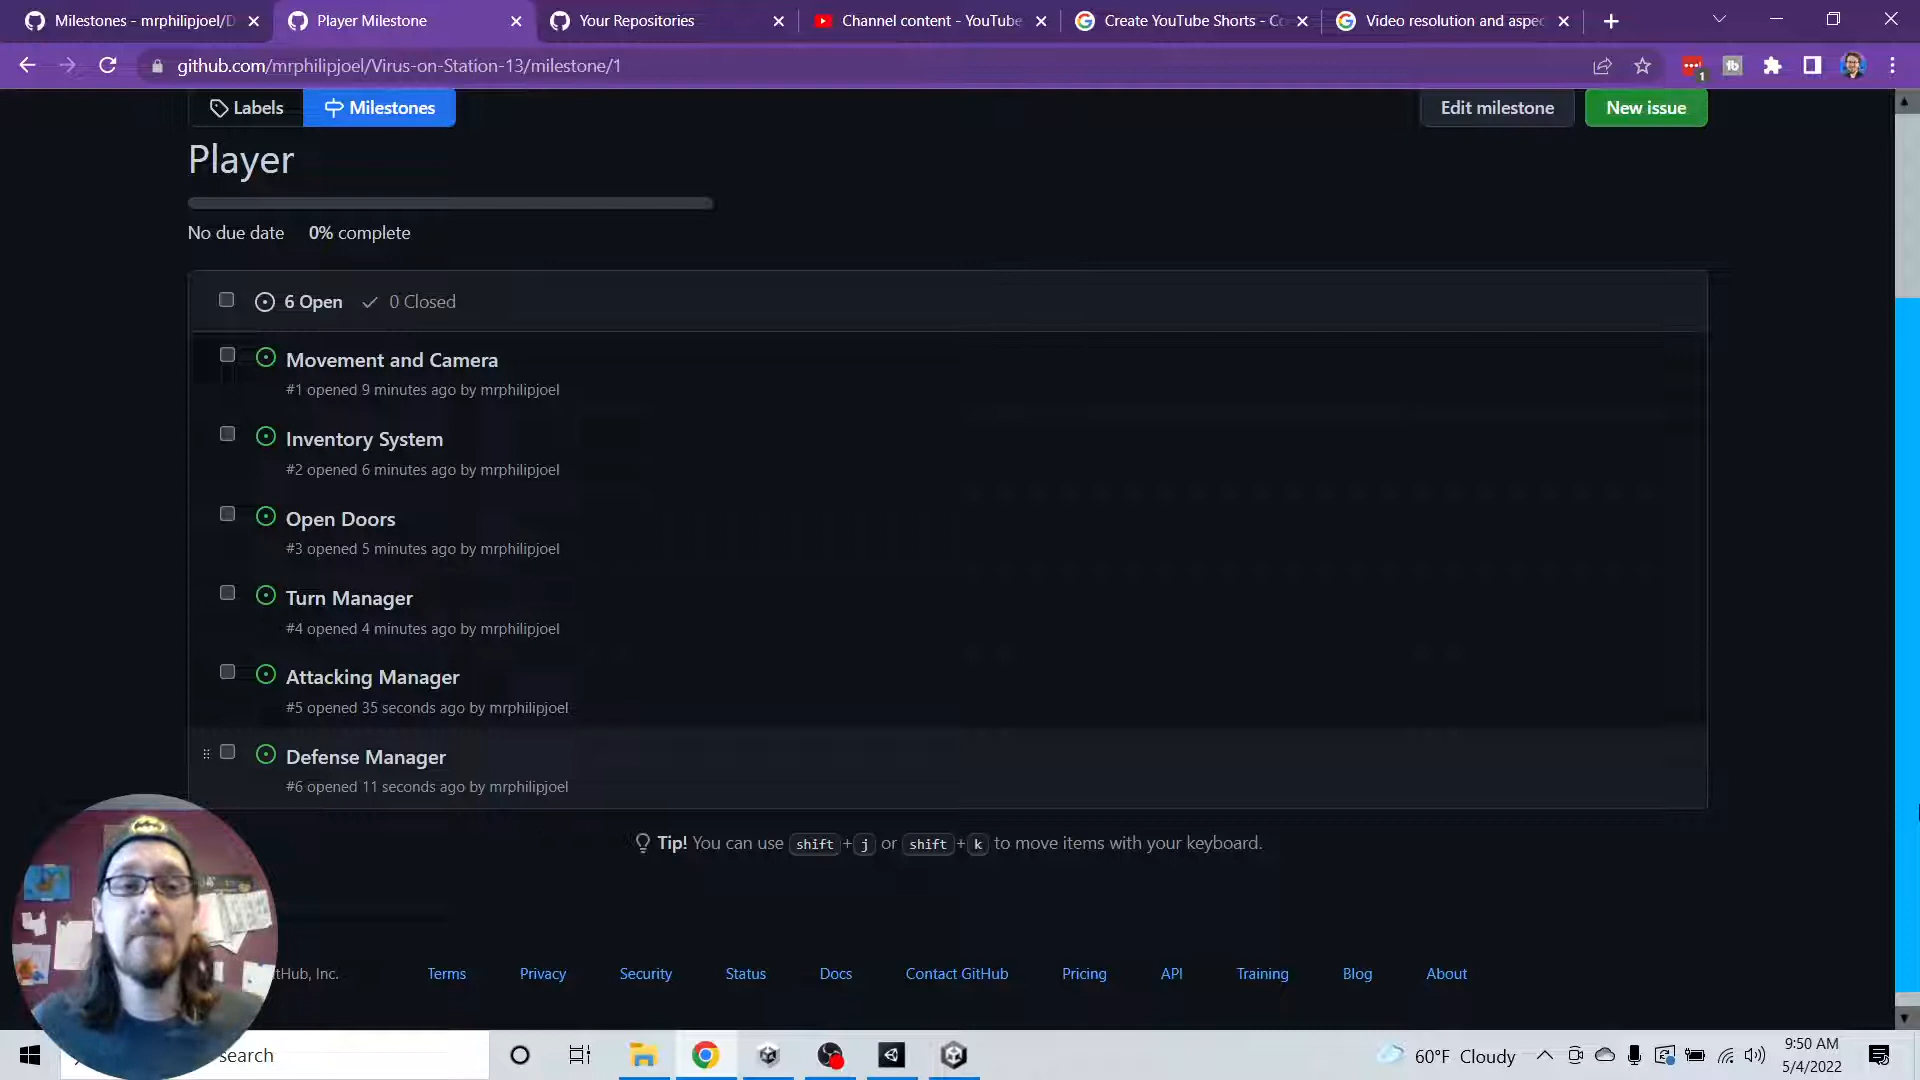 Milestones - mrphilipjoel/D
Player Milestone
Your Repositories
Channel content - YouTube
Create YouTube Shorts - Co
Video resolution and aspec
github.com/mrphilipjoel/Virus-on-Station-13/milestone/1
1
tb
Labels
Milestones
Edit milestone
New issue
Player
No due date 0% complete
6 Open 0 Closed
Movement and Camera
#1 opened 9 minutes ago by mrphilipjoel
Inventory System
#2 opened 6 minutes ago by mrphilipjoel
Open Doors
#3 opened 5 minutes ago by mrphilipjoel
Turn Manager
#4 opened 4 minutes ago by mrphilipjoel
Attacking Manager
#5 opened 35 seconds ago by mrphilipjoel
Defense Manager
#6 opened 11 seconds ago by mrphilipjoel
Tip! You can use shift + j or shift + k to move items with your keyboard.
tHub, Inc.
Terms
Privacy
Security
Status
Docs
Contact GitHub
Pricing
API
Training
Blog
About
search
60°F Cloudy
9:50 AM
5/4/2022